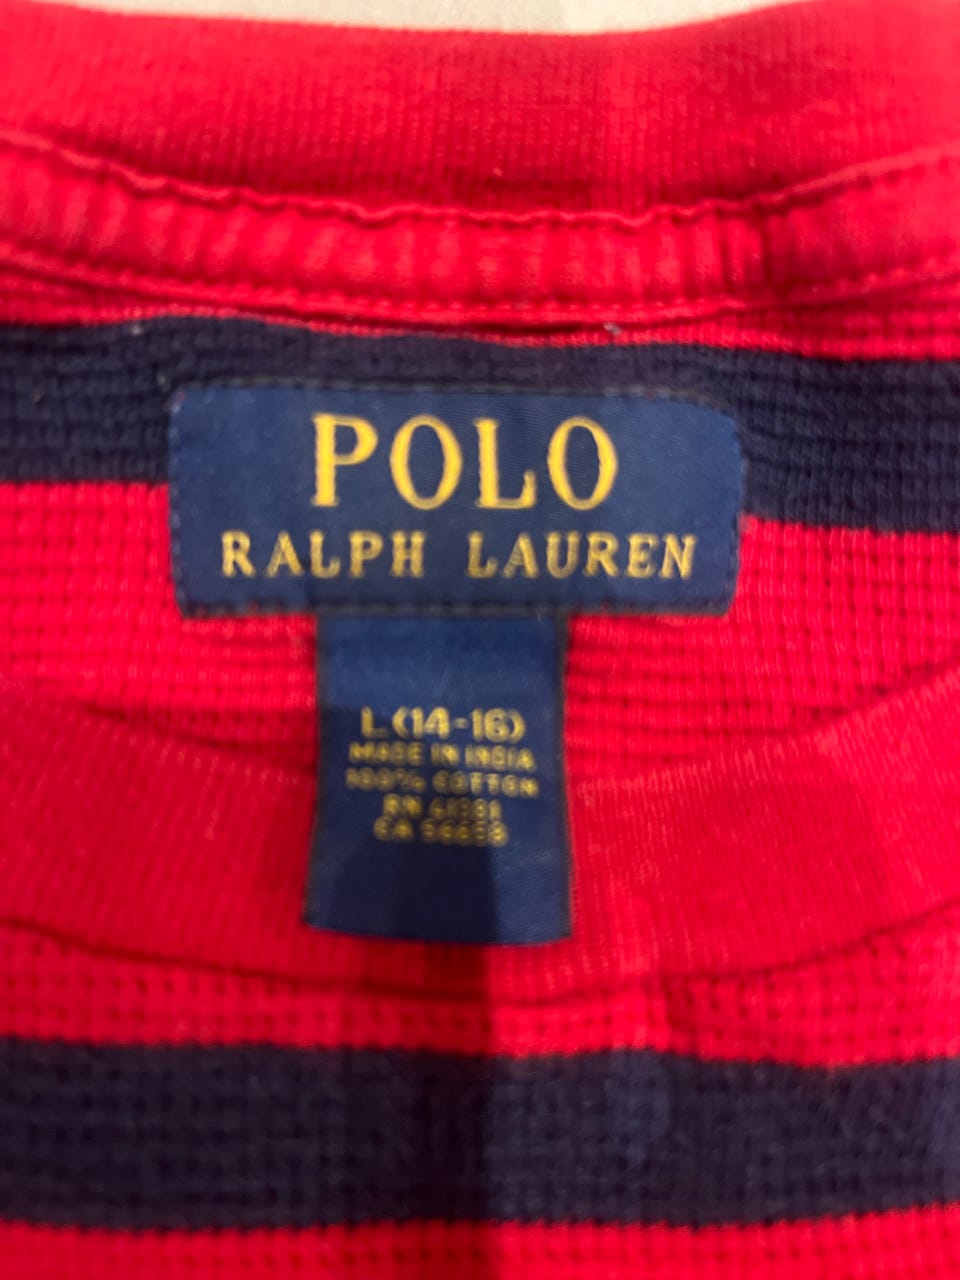 POLO
RALPH LAUREN
L (14-16)
MADE IN INDIA
100% COTTON
RN 41381
CA 56658